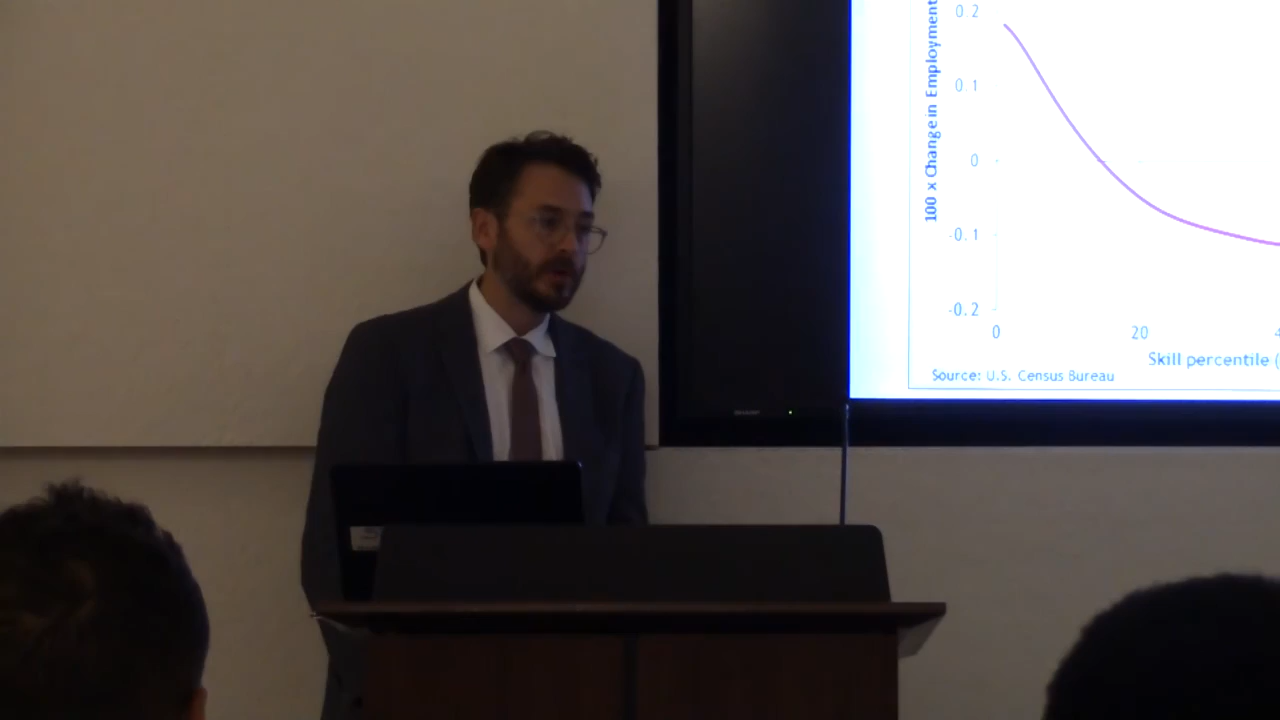 100 x Change in Employment
0.2
0.1
0
-0.1
-0.2
0
20
Skill percentile (
Source: U.S. Census Bureau
SHARP